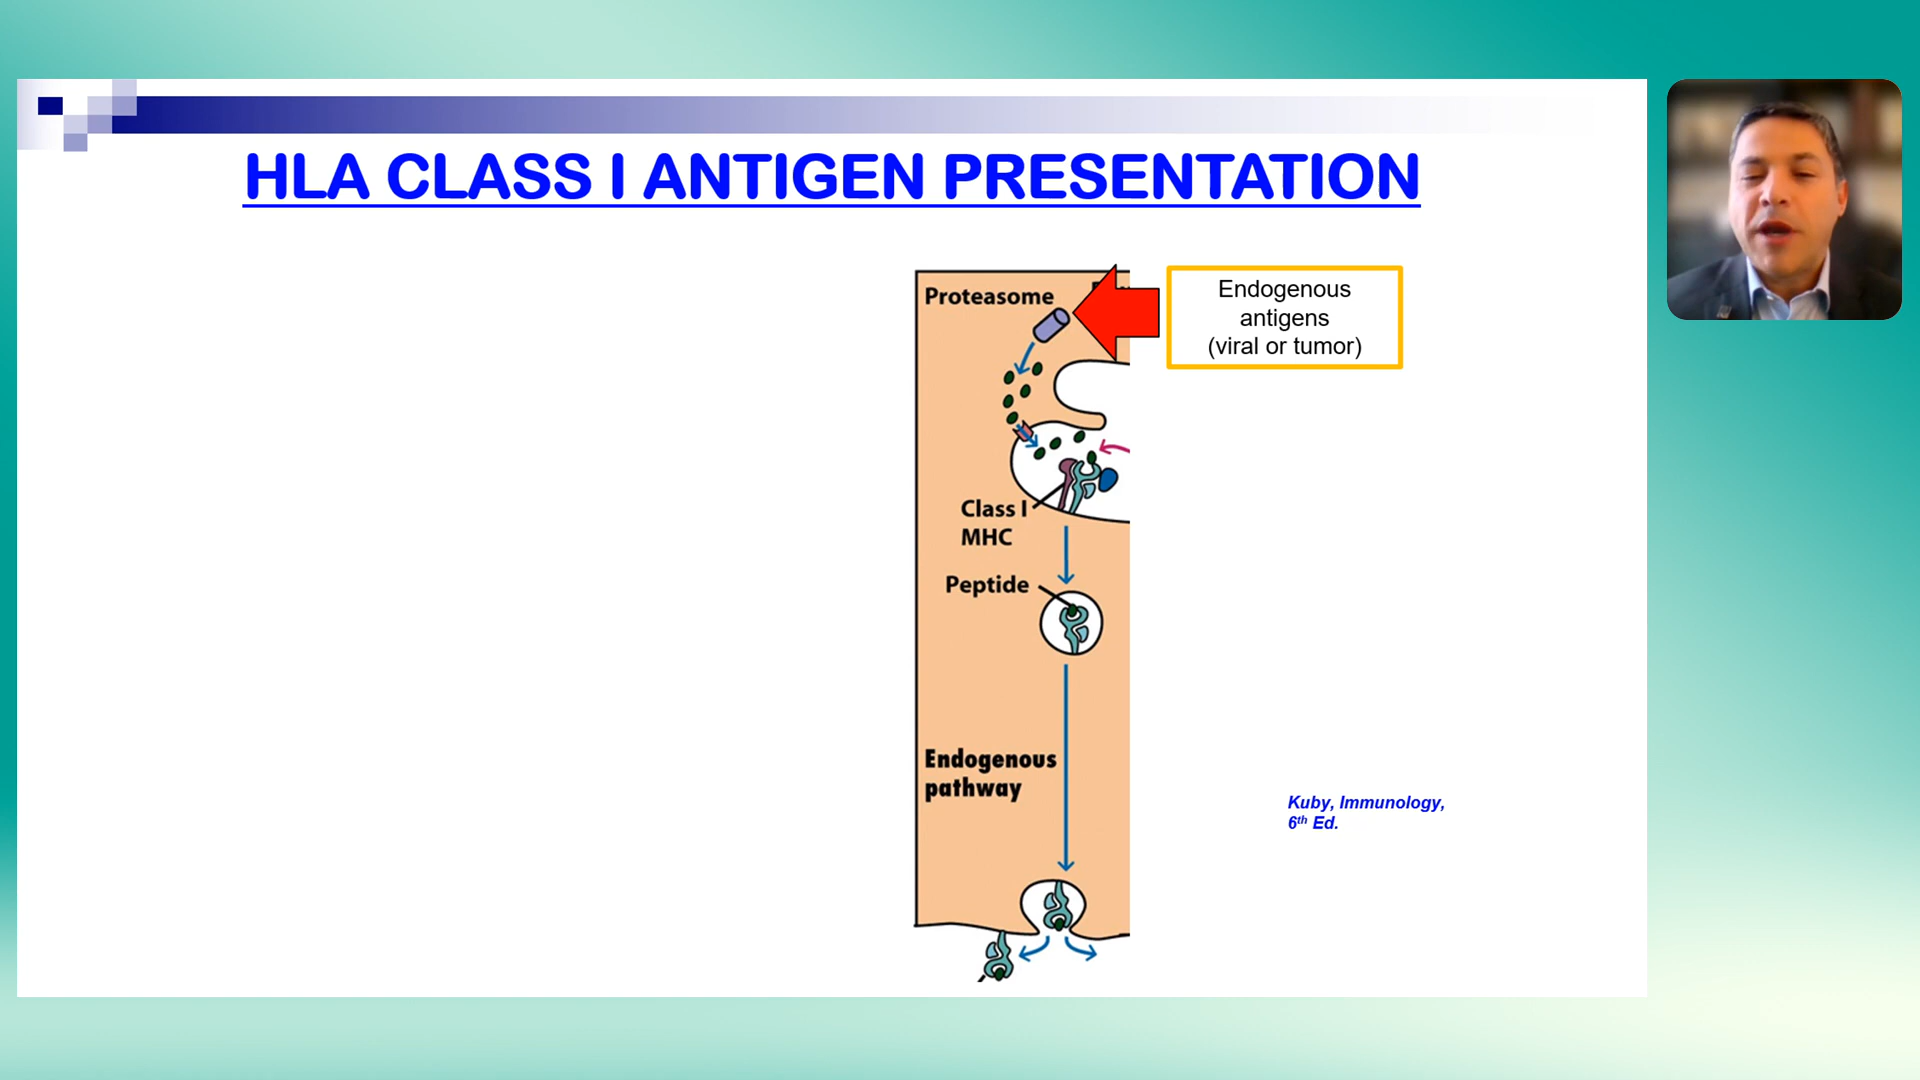 HLA CLASS I ANTIGEN PRESENTATION
Proteasome
Endogenous
antigens
(viral or tumor)
Class I
MHC
Peptide
Endogenous
pathway
Kuby, Immunology,
6th Ed.